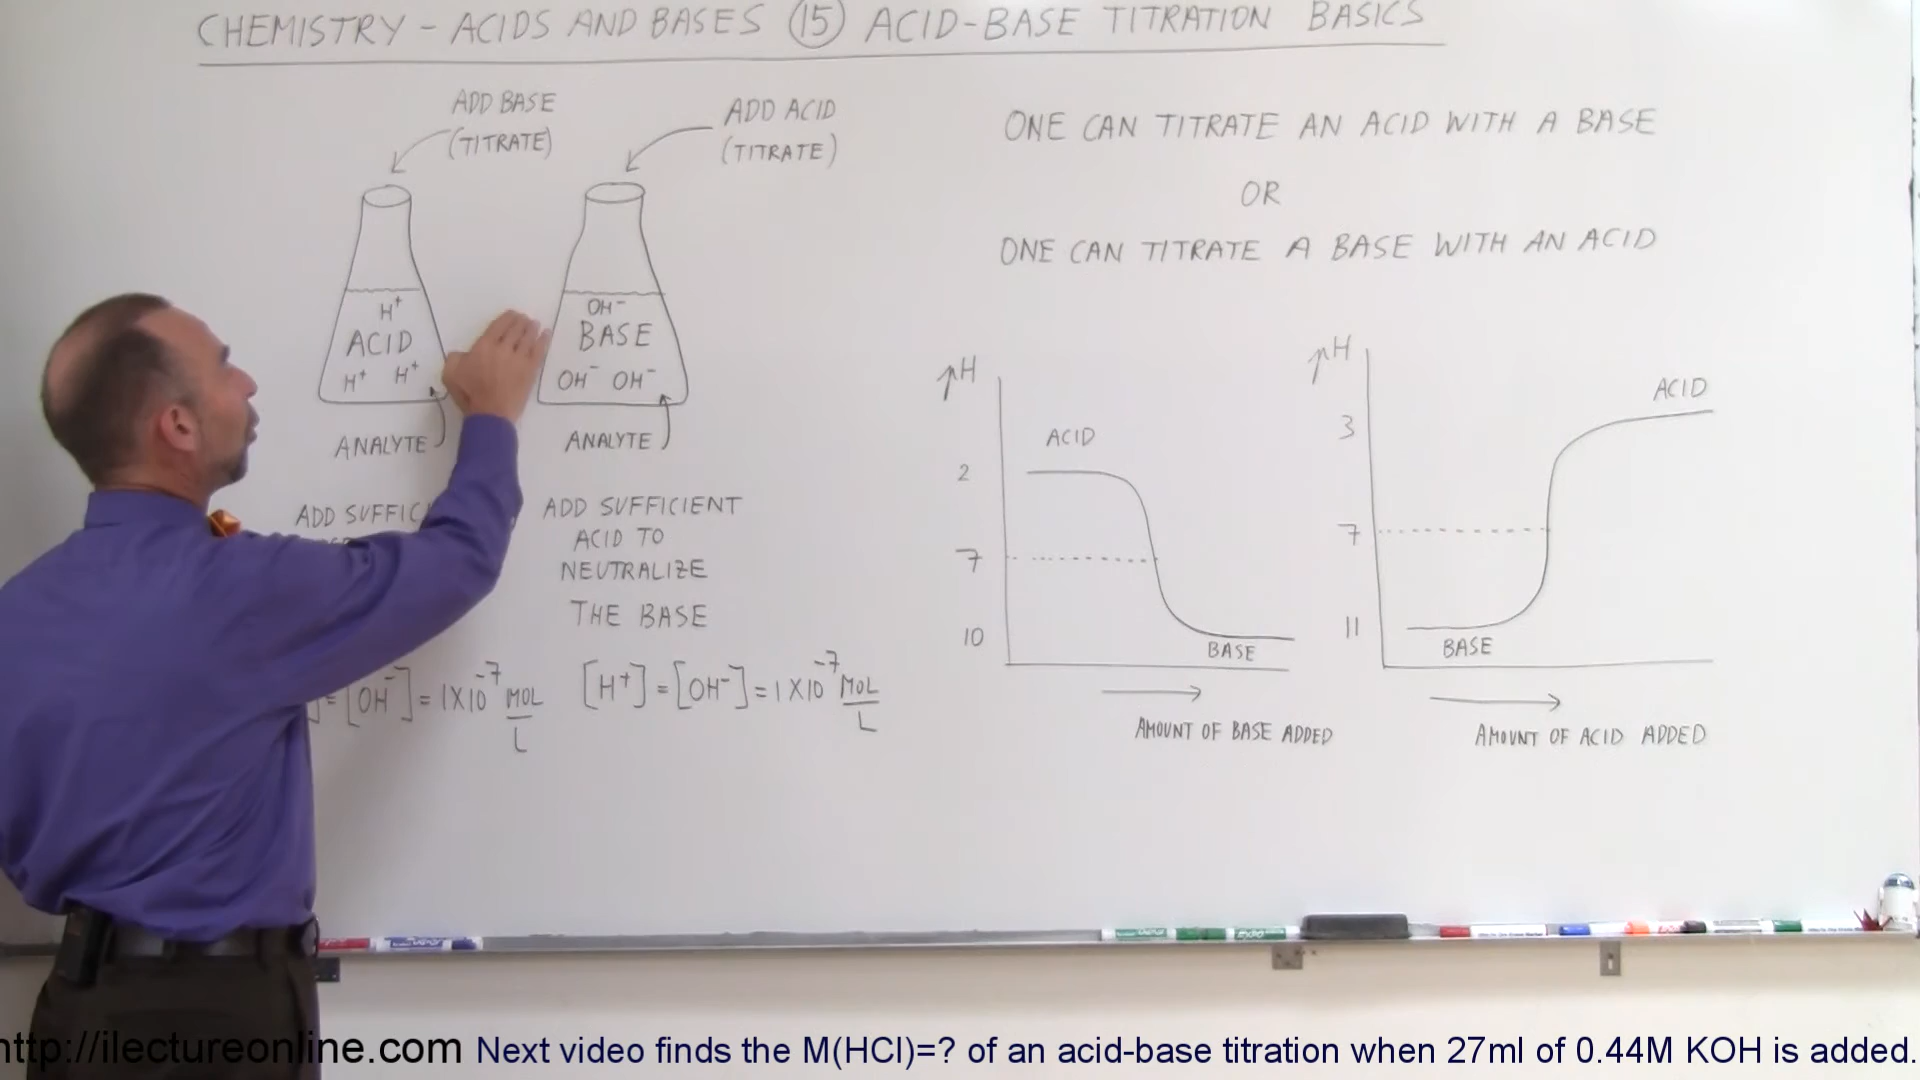 CHEMISTRY - ACIDS AND BASES 15 ACID-BASE TITRATION BASICS
ADD BASE
(TITRATE)
H⁺
ACID
H⁺ H⁺
ANALYTE
ADD SUFFIC
] = [OH⁻] = 1X10⁻⁷ MOL
L
ADD ACID
(TITRATE)
OH⁻
BASE
OH⁻ OH⁻
ANALYTE
ADD SUFFICIENT
ACID TO
NEUTRALIZE
THE BASE
[H⁺] = [OH⁻] = 1X10⁻⁷ MOL
L
ONE CAN TITRATE AN ACID WITH A BASE
OR
ONE CAN TITRATE A BASE WITH AN ACID
pH
ACID
2
7
10
BASE
AMOUNT OF BASE ADDED
pH
ACID
3
7
11
BASE
AMOUNT OF ACID ADDED
http://ilectureonline.com Next video finds the M(HCl)=? of an acid-base titration when 27ml of 0.44M KOH is added.